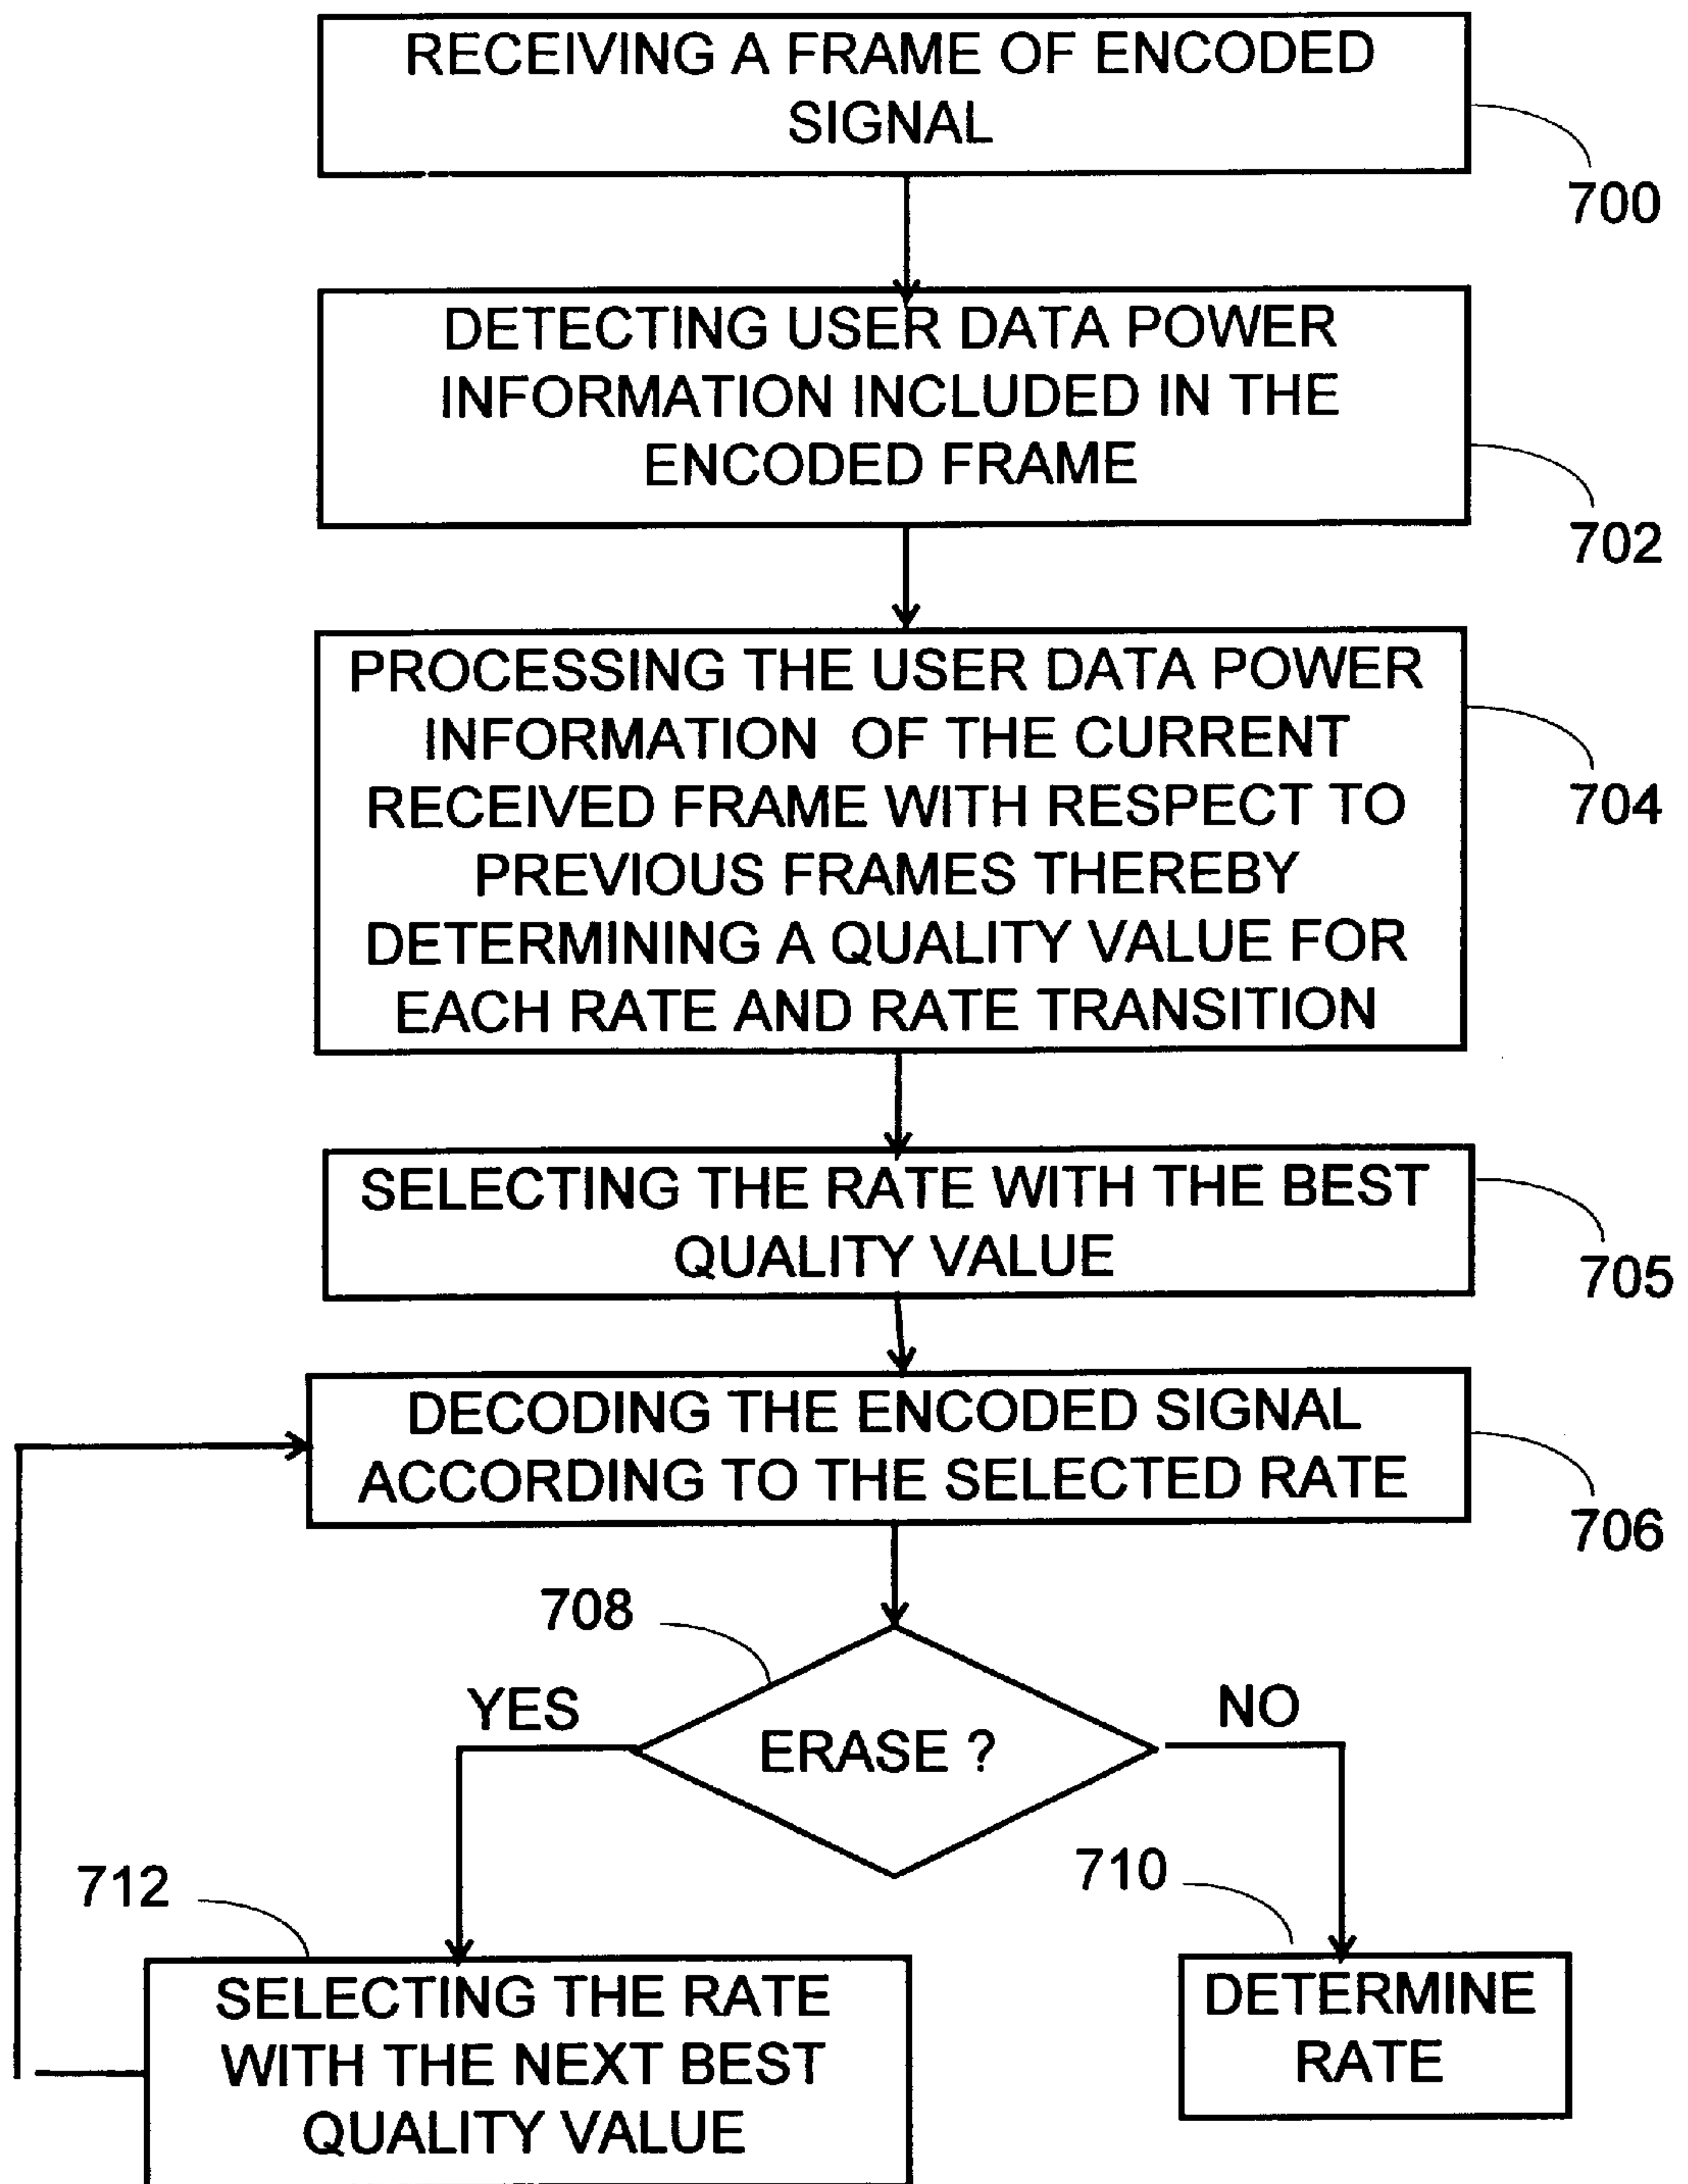 RECEIVING A FRAME OF ENCODED
SIGNAL
700
DETECTING USER DATA POWER
INFORMATION INCLUDED IN THE
ENCODED FRAME
702
PROCESSING THE USER DATA POWER
INFORMATION OF THE CURRENT
RECEIVED FRAME WITH RESPECT TO
PREVIOUS FRAMES THEREBY
DETERMINING A QUALITY VALUE FOR
EACH RATE AND RATE TRANSITION
704
SELECTING THE RATE WITH THE BEST
QUALITY VALUE
705
DECODING THE ENCODED SIGNAL
ACCORDING TO THE SELECTED RATE
706
708
YES
ERASE ?
NO
712
SELECTING THE RATE
WITH THE NEXT BEST
QUALITY VALUE
710
DETERMINE
RATE